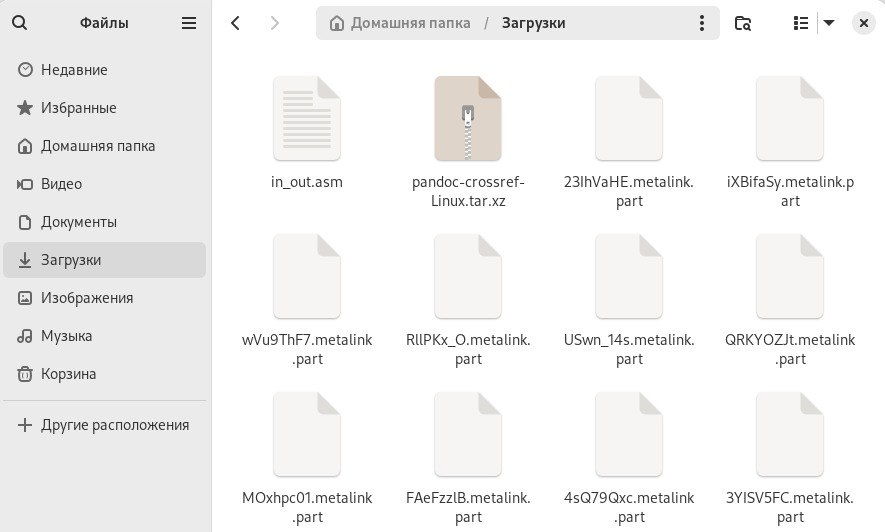 Файлы
Домашняя папка / Загрузки
Недавние
Избранные
Домашняя папка
Видео
Документы
Загрузки
Изображения
Музыка
Корзина
Другие расположения
in_out.asm
pandoc-crossref-
Linux.tar.xz
23IhVaHE.metalink.
part
iXBifaSy.metalink.p
art
wVu9ThF7.metalink
.part
RllPKx_O.metalink.
part
USwn_14s.metalink.
part
QRKYOZJt.metalink
.part
MOxhpc01.metalink
.part
FAeFzzlB.metalink.
part
4sQ79Qxc.metalink
.part
3YISV5FC.metalink.
part